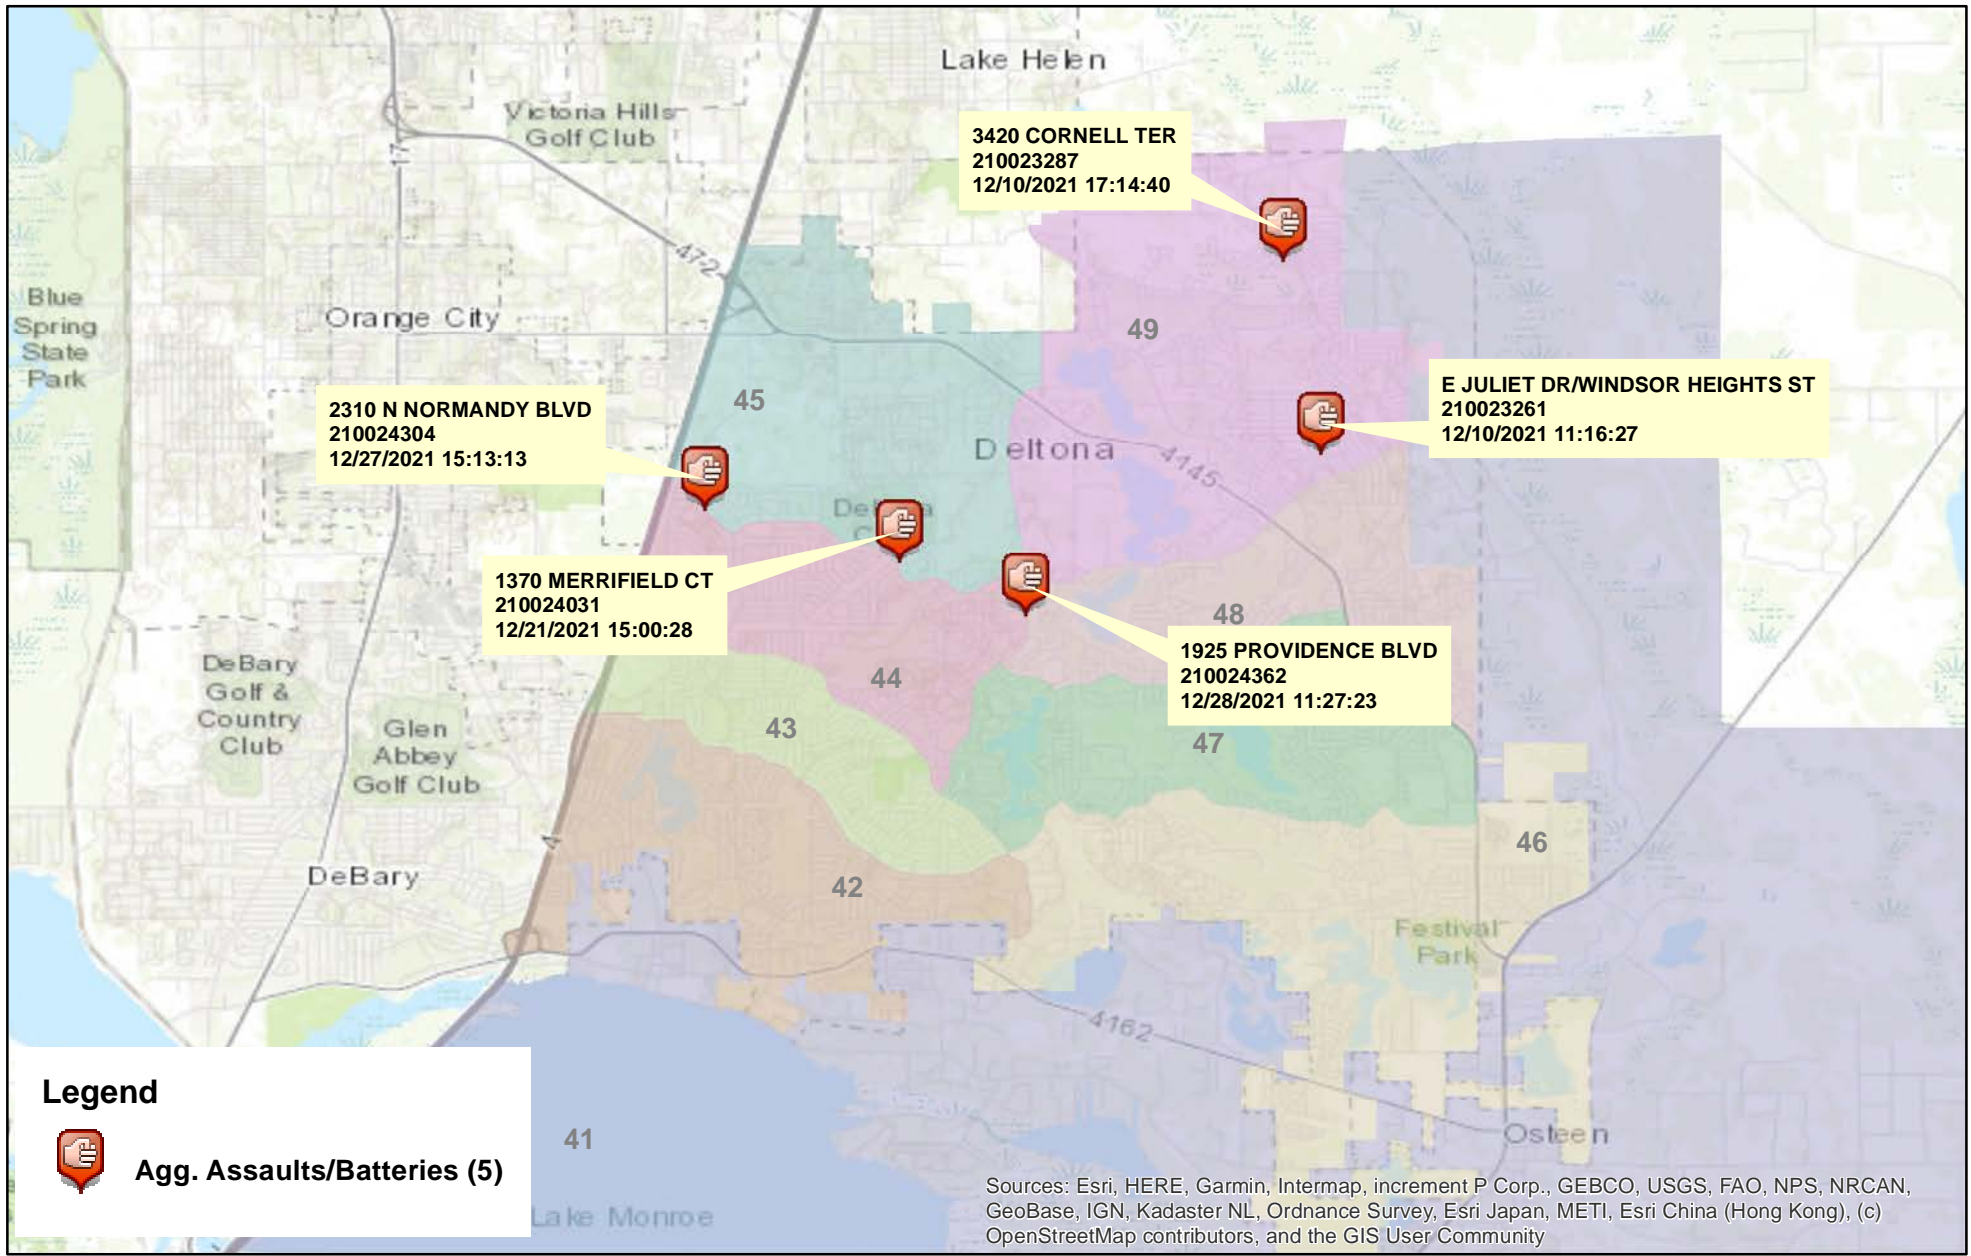 Lake Helen
Victoria Hills
Golf Club
17
3420 CORNELL TER
210023287
12/10/2021 17:14:40
472
Blue
Spring
State
Park
Orange City
49
45
E JULIET DR/WINDSOR HEIGHTS ST
210023261
12/10/2021 11:16:27
2310 N NORMANDY BLVD
210024304
12/27/2021 15:13:13
Deltona
4145
1370 MERRIFIELD CT
210024031
12/21/2021 15:00:28
48
1925 PROVIDENCE BLVD
210024362
12/28/2021 11:27:23
DeBary
Golf &
Country
Club
44
Glen
Abbey
Golf Club
43
47
4
46
DeBary
42
Festival
Park
4162
Legend
Agg. Assaults/Batteries (5)
41
Osteen
Lake Monroe
Sources: Esri, HERE, Garmin, Intermap, increment P Corp., GEBCO, USGS, FAO, NPS, NRCAN,
GeoBase, IGN, Kadaster NL, Ordnance Survey, Esri Japan, METI, Esri China (Hong Kong), (c)
OpenStreetMap contributors, and the GIS User Community